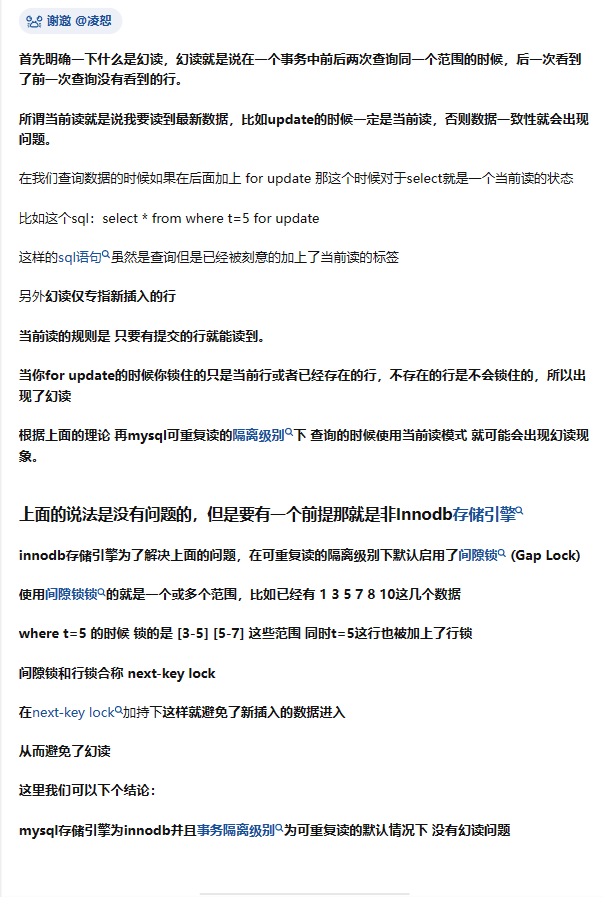 谢邀 @凌恕
首先明确一下什么是幻读，幻读就是说在一个事务中前后两次查询同一个范围的时候，后一次看到
了前一次查询没有看到的行。
所谓当前读就是说我要读到最新数据，比如update的时候一定是当前读，否则数据一致性就会出现
问题。
在我们查询数据的时候如果在后面加上 for update 那这个时候对于select就是一个当前读的状态
比如这个sql：select * from where t=5 for update
这样的sql语句虽然是查询但是已经被刻意的加上了当前读的标签
另外幻读仅专指新插入的行
当前读的规则是 只要有提交的行就能读到。
当你for update的时候你锁住的只是当前行或者已经存在的行，不存在的行是不会锁住的，所以出
现了幻读
根据上面的理论 再mysql可重复读的隔离级别下 查询的时候使用当前读模式 就可能会出现幻读现
象。
上面的说法是没有问题的，但是要有一个前提那就是非Innodb存储引擎
innodb存储引擎为了解决上面的问题，在可重复读的隔离级别下默认启用了间隙锁 (Gap Lock)
使用间隙锁锁的就是一个或多个范围，比如已经有 1 3 5 7 8 10这几个数据
where t=5 的时候 锁的是 [3-5] [5-7] 这些范围 同时t=5这行也被加上了行锁
间隙锁和行锁合称 next-key lock
在next-key lock加持下这样就避免了新插入的数据进入
从而避免了幻读
这里我们可以下个结论：
mysql存储引擎为innodb并且事务隔离级别为可重复读的默认情况下 没有幻读问题